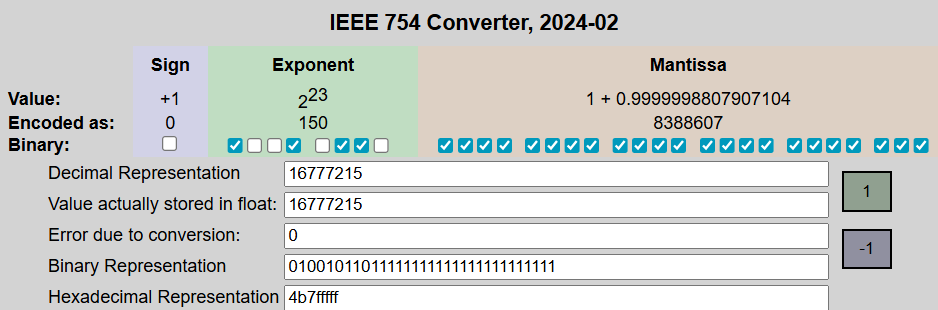 IEEE 754 Converter, 2024-02
Sign Exponent Mantissa
Value: +1 2^23 1 + 0.9999998807907104
Encoded as: 0 150 8388607
Binary:
Decimal Representation 16777215
1
Value actually stored in float: 16777215
Error due to conversion: 0
-1
Binary Representation 01001011011111111111111111111111
Hexadecimal Representation 4b7fffff